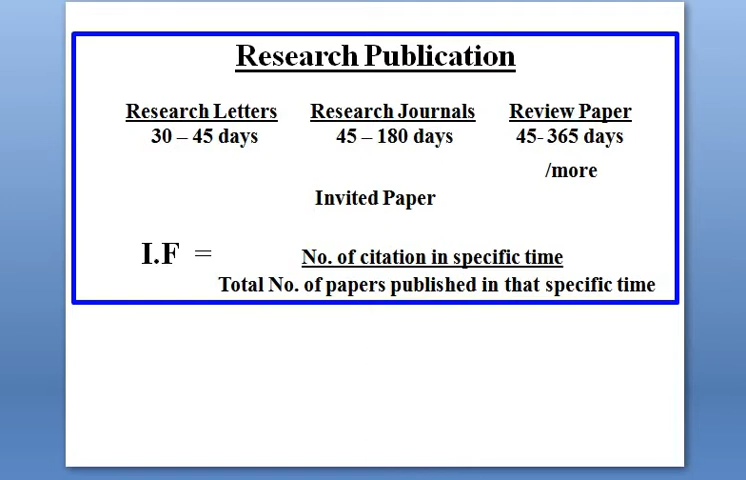 Research Publication
Research Letters Research Journals Review Paper
30 – 45 days 45 – 180 days 45- 365 days
/more
Invited Paper
I.F = No. of citation in specific time
Total No. of papers published in that specific time